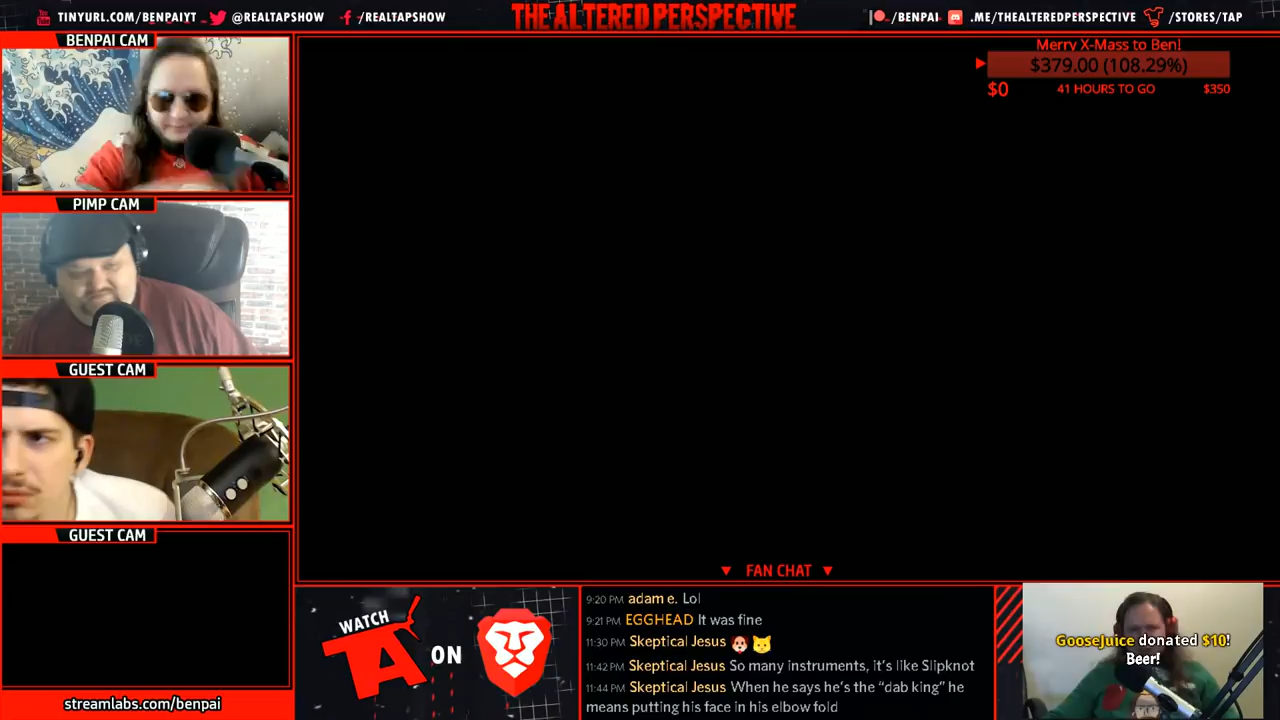 TINYURL.COM/BENPAIYT @REALTAPSHOW /REALTAPSHOW THE ALTERED PERSPECTIVE /BENPAI .ME/THEALTEREDPERSPECTIVE /STORES/TAP
BENPAI CAM
Merry X-Mass to Ben!
$379.00 (108.29%)
$0 41 HOURS TO GO $350
PIMP CAM
GUEST CAM
GUEST CAM
FAN CHAT
WATCH
TA ON
9:20 PM adam e. Lol
9:21 PM EGGHEAD It was fine
11:30 PM Skeptical Jesus
11:42 PM Skeptical Jesus So many instruments, it's like Slipknot
11:44 PM Skeptical Jesus When he says he's the “dab king” he
means putting his face in his elbow fold
GooseJuice donated $10!
Beer!
streamlabs.com/benpai